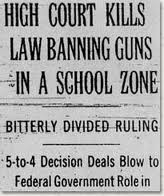 HIGH COURT KILLS
LAW BANNING GUNS
IN A SCHOOL ZONE
BITTERLY DIVIDED RULING
5-to-4 Decision Deals Blow to
Federal Government Role in